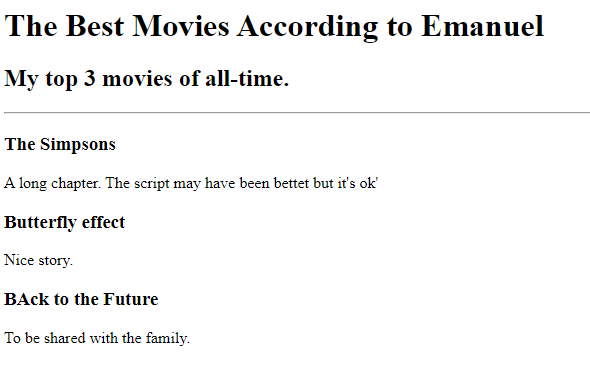 The Best Movies According to Emanuel
My top 3 movies of all-time.
The Simpsons
A long chapter. The script may have been bettet but it's ok'
Butterfly effect
Nice story.
BAck to the Future
To be shared with the family.